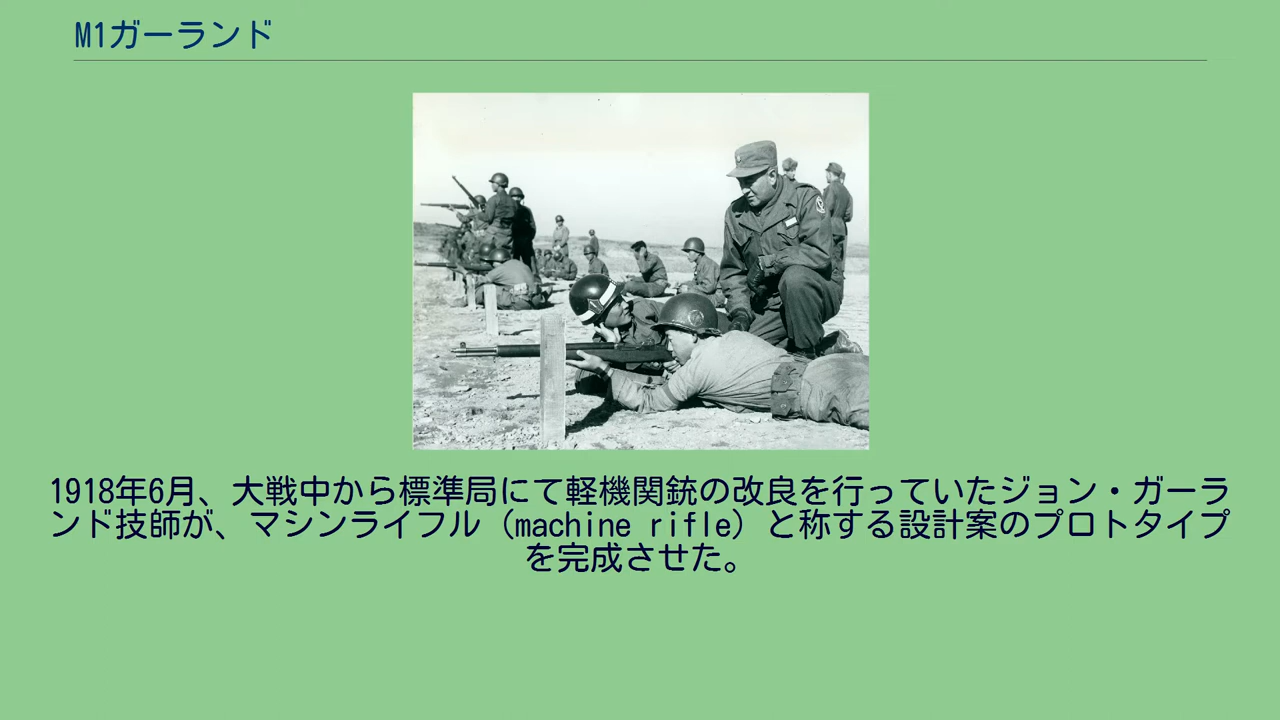 M1ガーランド
1918年6月、大戦中から標準局にて軽機関銃の改良を行っていたジョン・ガーラ
ンド技師が、マシンライフル（machine rifle）と称する設計案のプロトタイプ
を完成させた。